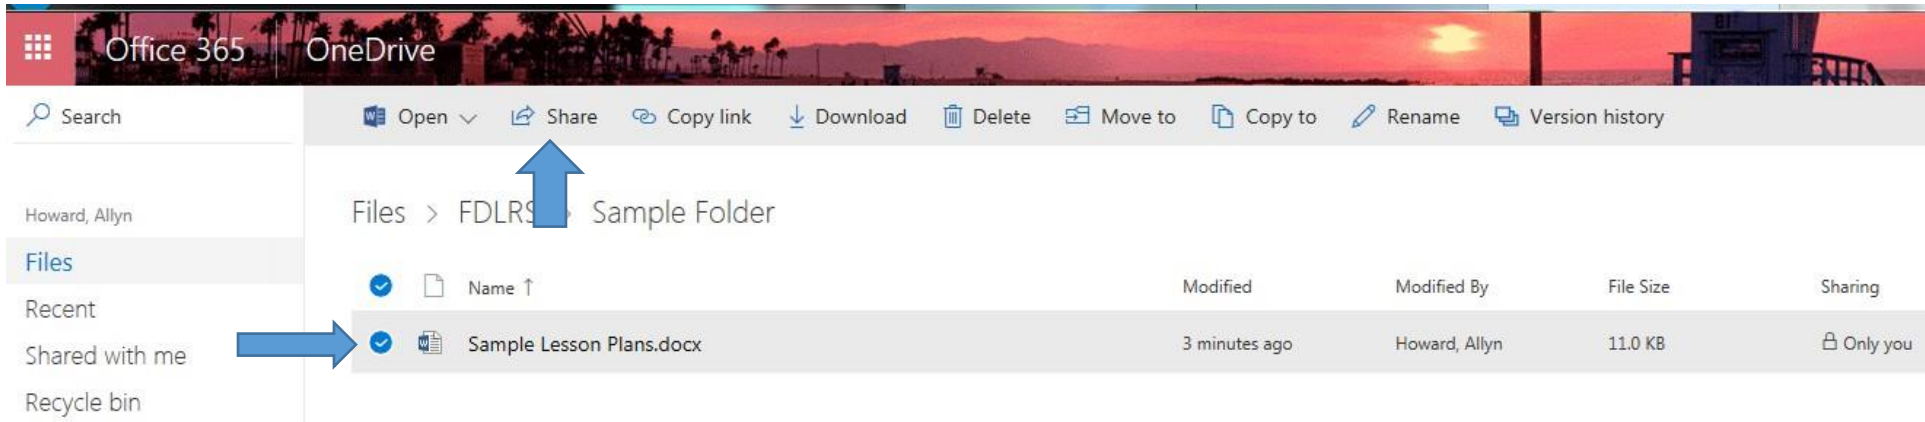 Office 365 OneDrive
Search Open Share Copy link Download Delete Move to Copy to Rename Version history
Howard, Allyn
Files > FDLRS > Sample Folder
Files
Name ↑ Modified Modified By File Size Sharing
Recent
Sample Lesson Plans.docx 3 minutes ago Howard, Allyn 11.0 KB Only you
Shared with me
Recycle bin